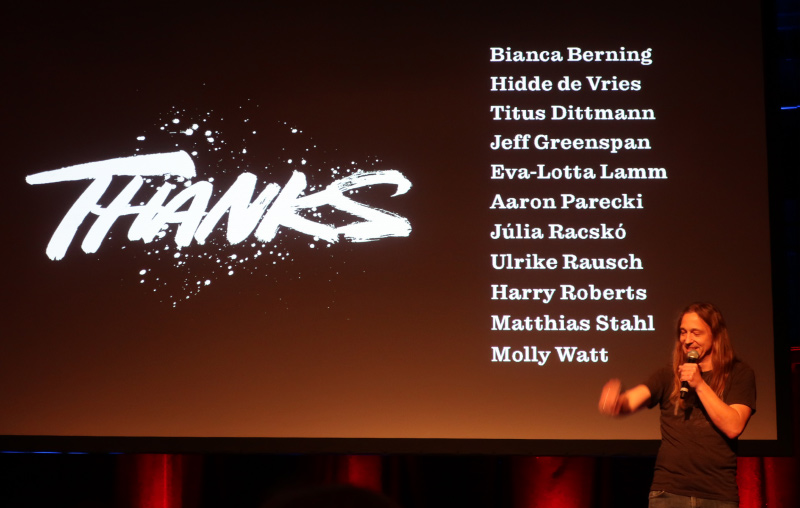 THANKS
Bianca Berning
Hidde de Vries
Titus Dittmann
Jeff Greenspan
Eva-Lotta Lamm
Aaron Parecki
Júlia Racskó
Ulrike Rausch
Harry Roberts
Matthias Stahl
Molly Watt